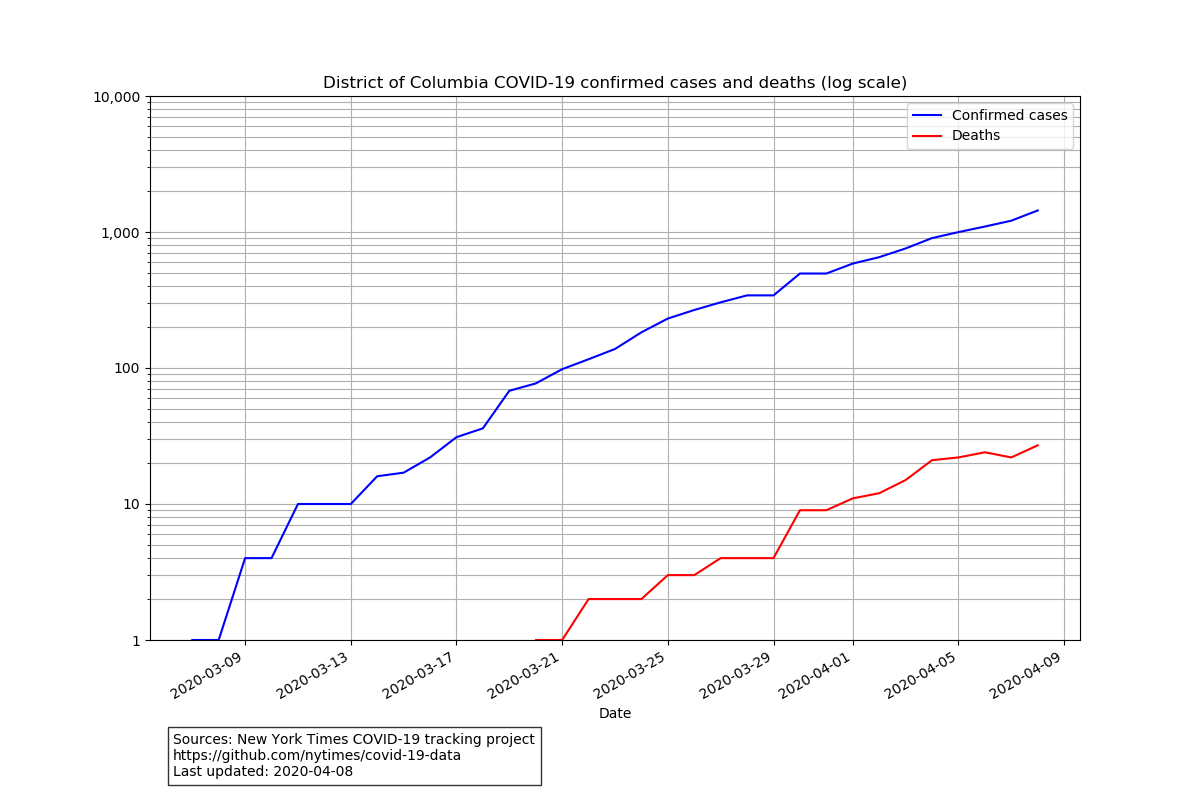 District of Columbia COVID-19 confirmed cases and deaths (log scale)
10,000
Confirmed cases
Deaths
1,000
100
10
1
2020-03-09
2020-03-13
2020-03-17
2020-03-21
2020-03-25
2020-03-29
2020-04-01
2020-04-05
2020-04-09
Date
Sources: New York Times COVID-19 tracking project
https://github.com/nytimes/covid-19-data
Last updated: 2020-04-08